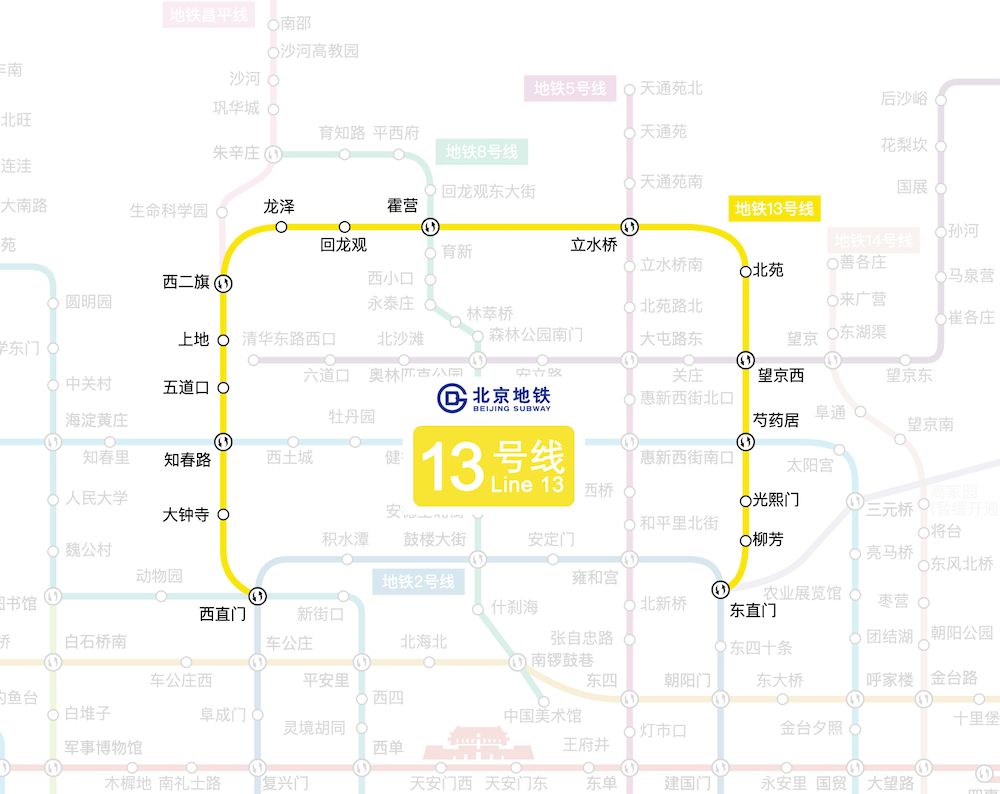 地铁昌平线
南邵
沙河高教园
沙河
巩华城
朱辛庄
育知路
平西府
地铁8号线
回龙观东大街
地铁5号线
天通苑北
天通苑
天通苑南
后沙峪
花梨坎
国展
孙河
马泉营
崔各庄
北旺
连洼
大南路
苑
生命科学园
龙泽
回龙观
霍营
立水桥
地铁13号线
地铁14号线
善各庄
来广营
东湖渠
望京
西二旗
育新
西小口
永泰庄
林萃桥
森林公园南门
立水桥南
北苑
北苑路北
圆明园
上地
清华东路西口
北沙滩
大屯路东
学东门
六道口
奥林匹克公园
安立路
关庄
望京西
望京东
中关村
五道口
北京地铁
BEIJING SUBWAY
惠新西街北口
海淀黄庄
牡丹园
芍药居
阜通
望京南
13
号线
Line 13
知春里
知春路
西土城
健
惠新西街南口
太阳宫
人民大学
大钟寺
西桥
光熙门
三元桥
将台
和平里北街
魏公村
积水潭
鼓楼大街
安定门
柳芳
亮马桥
东风北桥
地铁2号线
雍和宫
动物园
图书馆
西直门
新街口
什刹海
北新桥
东直门
农业展览馆
枣营
桥
白石桥南
车公庄
北海北
张自忠路
东四十条
团结湖
朝阳公园
车公庄西
平安里
南锣鼓巷
东四
朝阳门
东大桥
呼家楼
金台路
钓鱼台
白堆子
阜成门
西四
中国美术馆
灯市口
金台夕照
十里堡
灵境胡同
军事博物馆
西单
王府井
木樨地
南礼士路
复兴门
天安门西
天安门东
东单
建国门
永安里
国贸
大望路